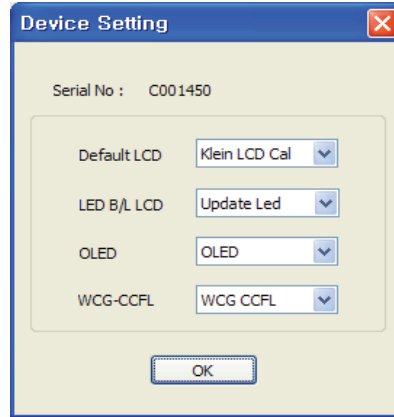 Device Setting
Serial No : C001450
Default LCD Klein LCD Cal
LED B/L LCD Update Led
OLED OLED
WCG-CCFL WCG CCFL
OK